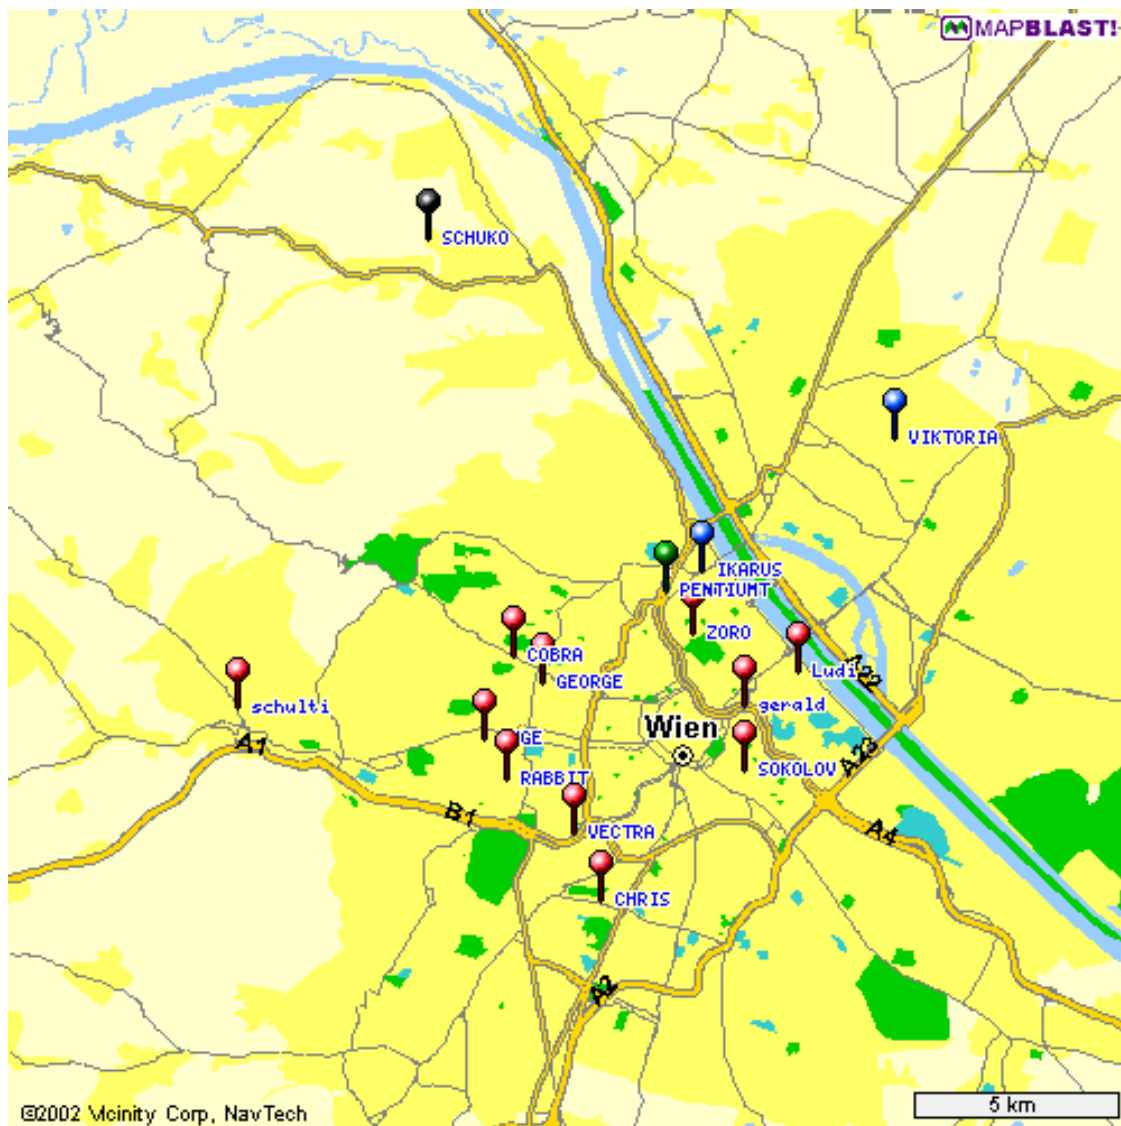 MAPBLAST!
SCHUKO
VIKTORIA
IKARUS
PENTIUMT
ZORO
COBRA
Ludi
A22
GEORGE
schulti
gerald
Wien
GE
A1
SOKOLOV
A23
RABBIT
B1
VECTRA
A4
CHRIS
A2
5 km
©2002 Vicinity Corp, NavTech